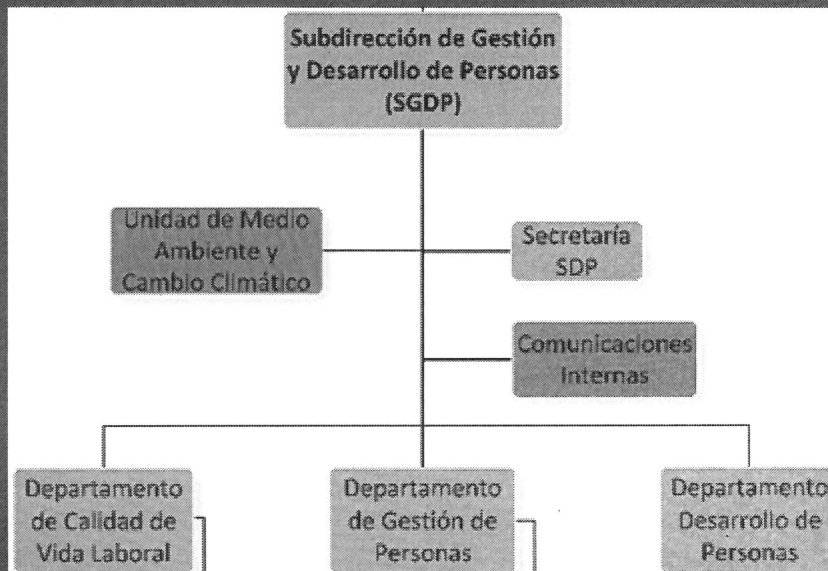 Subdirección de Gestión
y Desarrollo de Personas
(SGDP)
Unidad de Medio
Ambiente y
Cambio Climático
Secretaría
SDP
Comunicaciones
Internas
Departamento
de Calidad de
Vida Laboral
Departamento
de Gestión de
Personas
Departamento
Desarrollo de
Personas